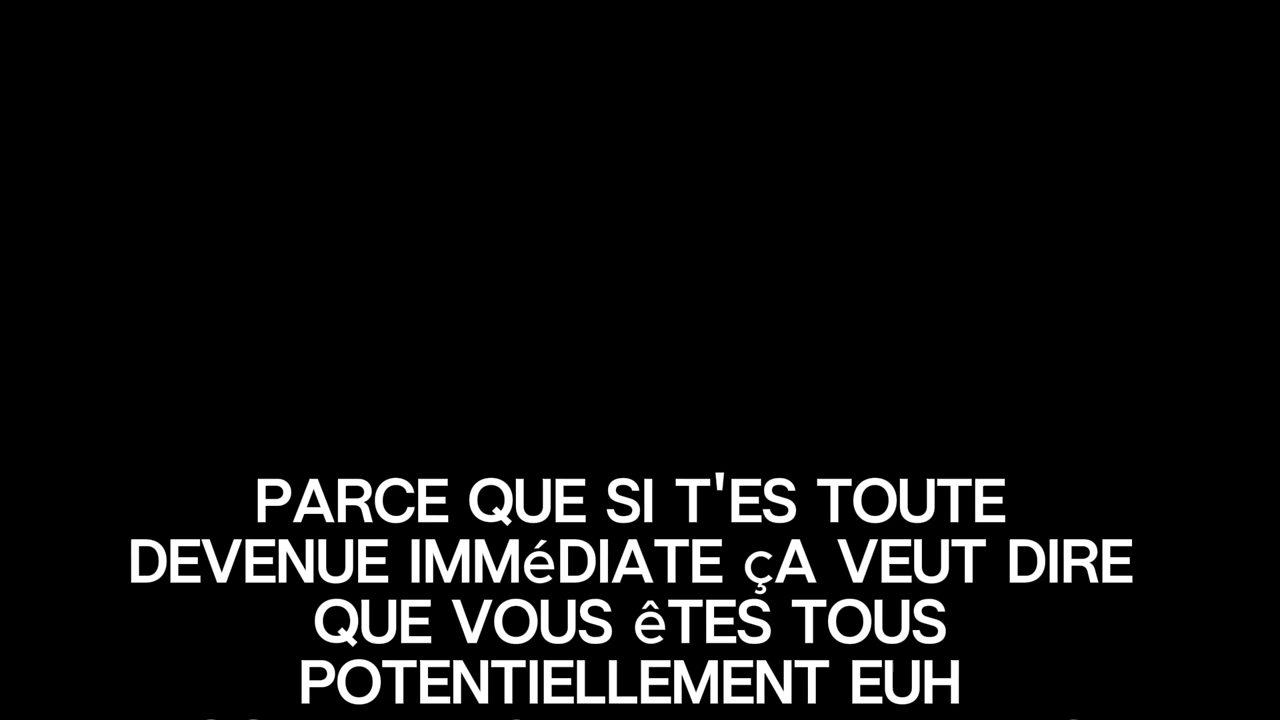 PARCE QUE SI T'ES TOUTE
DEVENUE IMMéDIATE çA VEUT DIRE
QUE VOUS êTES TOUS
POTENTIELLEMENT EUH